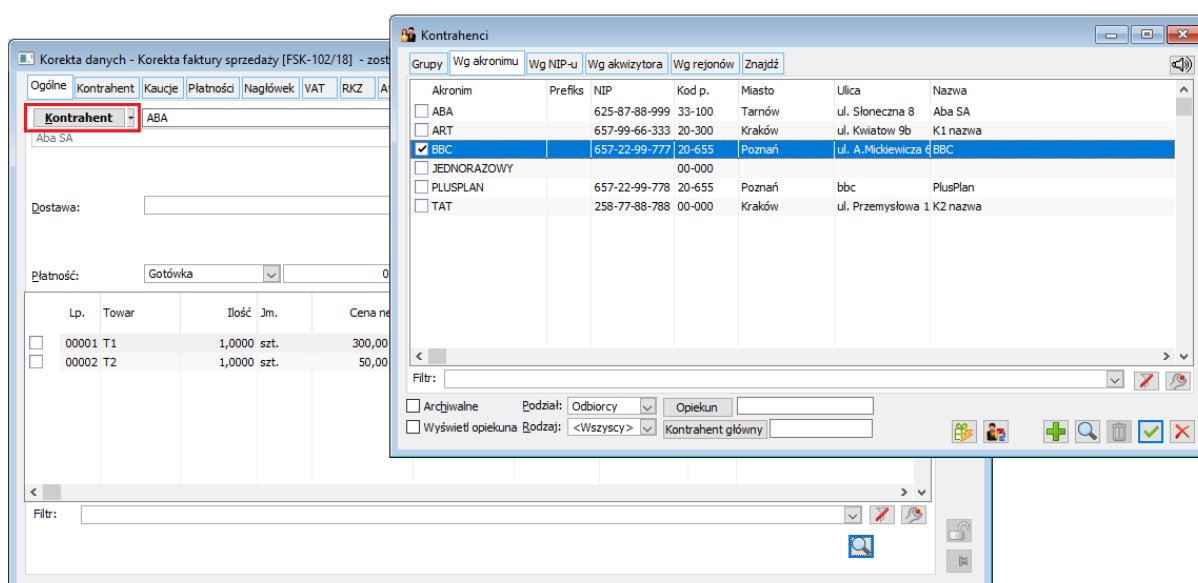 Korekta danych - Korekta faktury sprzedaży [FSK-102/18] - zost
Ogólne Kontrahent Kaucje Płatności Nagłówek VAT RKZ
Kontrahent ABA
Aba SA
Dostawa:
Płatność: Gotówka 0
Lp. Towar Ilość Jm. Cena ne
00001 T1 1,0000 szt. 300,00
00002 T2 1,0000 szt. 50,00
Filtr:
Kontrahenci
Grupy Wg akronimu Wg NIP-u Wg akwizytora Wg rejonów Znajdź
Akronim Prefiks NIP Kod p. Miasto Ulica Nazwa
ABA 625-87-88-999 33-100 Tarnów ul. Słoneczna 8 Aba SA
ART 657-99-66-333 20-300 Kraków ul. Kwiatow 9b K1 nazwa
BBC 657-22-99-777 20-655 Poznań ul. A.Mickiewicza 6 BBC
JEDNORAZOWY 00-000
PLUSPLAN 657-22-99-778 20-655 Poznań bbc PlusPlan
TAT 258-77-88-788 00-000 Kraków ul. Przemysłowa 1 K2 nazwa
Filtr:
Archiwalne Podział: Odbiorcy Opiekun
Wyświetl opiekuna Rodzaj: <Wszyscy> Kontrahent główny